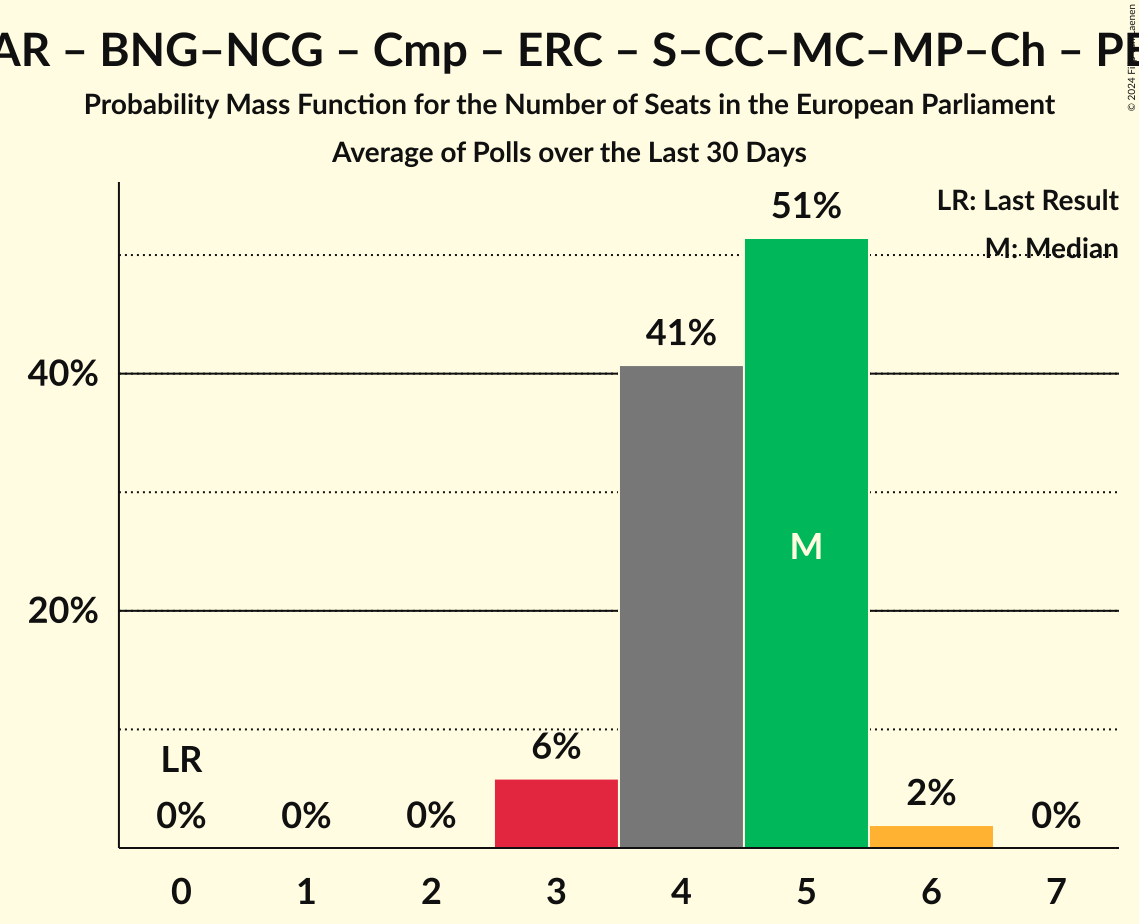 AR – BNG–NCG – Cmp – ERC – S–CC–MC–MP–Ch –
Probability Mass Function for the Number of Seats in the European Parliament
Average of Polls over the Last 30 Days
© 2024
LR: Last Result
M: Median
51%
41%
40%
M
20%
LR
6%
2%
0%
0%
0%
0%
0 1 2 3 4 5 6 7